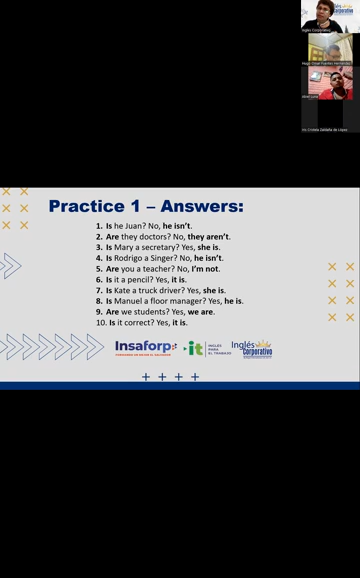 Inglés Corporativo
Practice 1 – Answers:
1. Is he Juan? No, he isn't.
2. Are they doctors? No, they aren't.
3. Is Mary a secretary? Yes, she is.
4. Is Rodrigo a Singer? No, he isn't.
5. Are you a teacher? No, I'm not.
6. Is it a pencil? Yes, it is.
7. Is Kate a truck driver? Yes, she is.
8. Is Manuel a floor manager? Yes, he is.
9. Are we students? Yes, we are.
10. Is it correct? Yes, it is.
Insaforp
it
INGLÉS
PARA
EL TRABAJO
Inglés
Corporativo